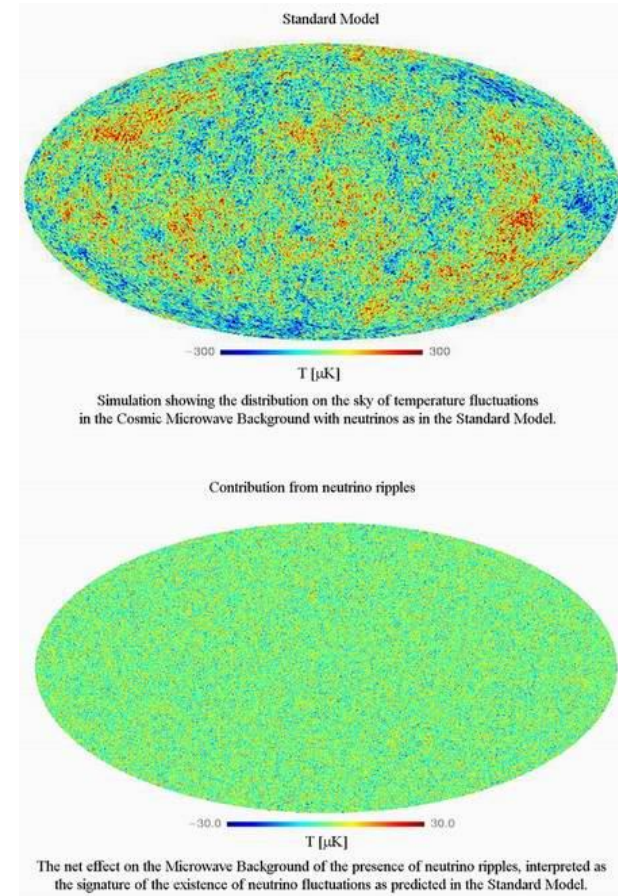 Standard Model
−300 300
T [μK]
Simulation showing the distribution on the sky of temperature fluctuations
in the Cosmic Microwave Background with neutrinos as in the Standard Model.
Contribution from neutrino ripples
−30.0 30.0
T [μK]
The net effect on the Microwave Background of the presence of neutrino ripples, interpreted as
the signature of the existence of neutrino fluctuations as predicted in the Standard Model.